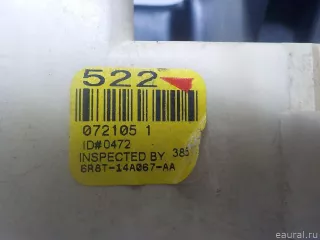 522
072105 1
ID#0472
INSPECTED BY 385
6R8T-14A067-AA
© eaural.ru